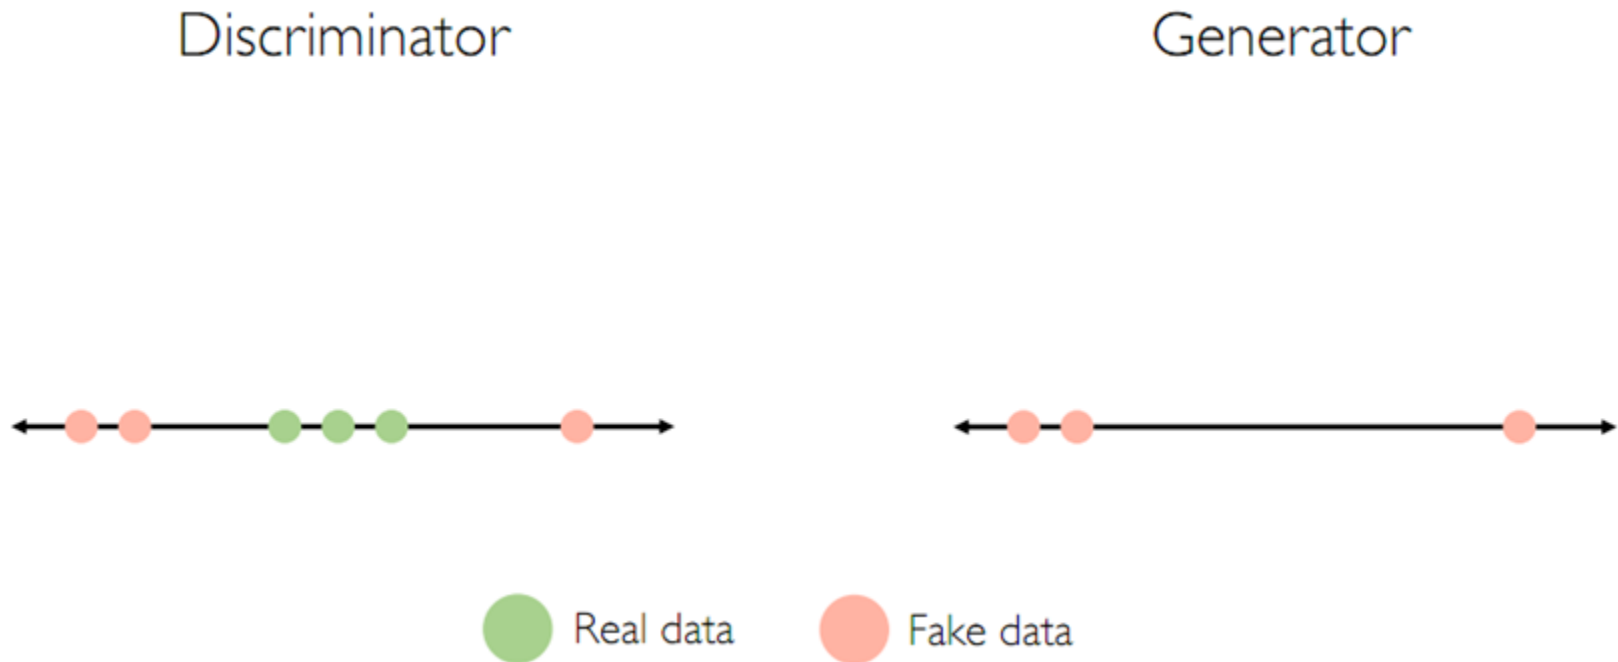 Discriminator
Generator
Real data
Fake data